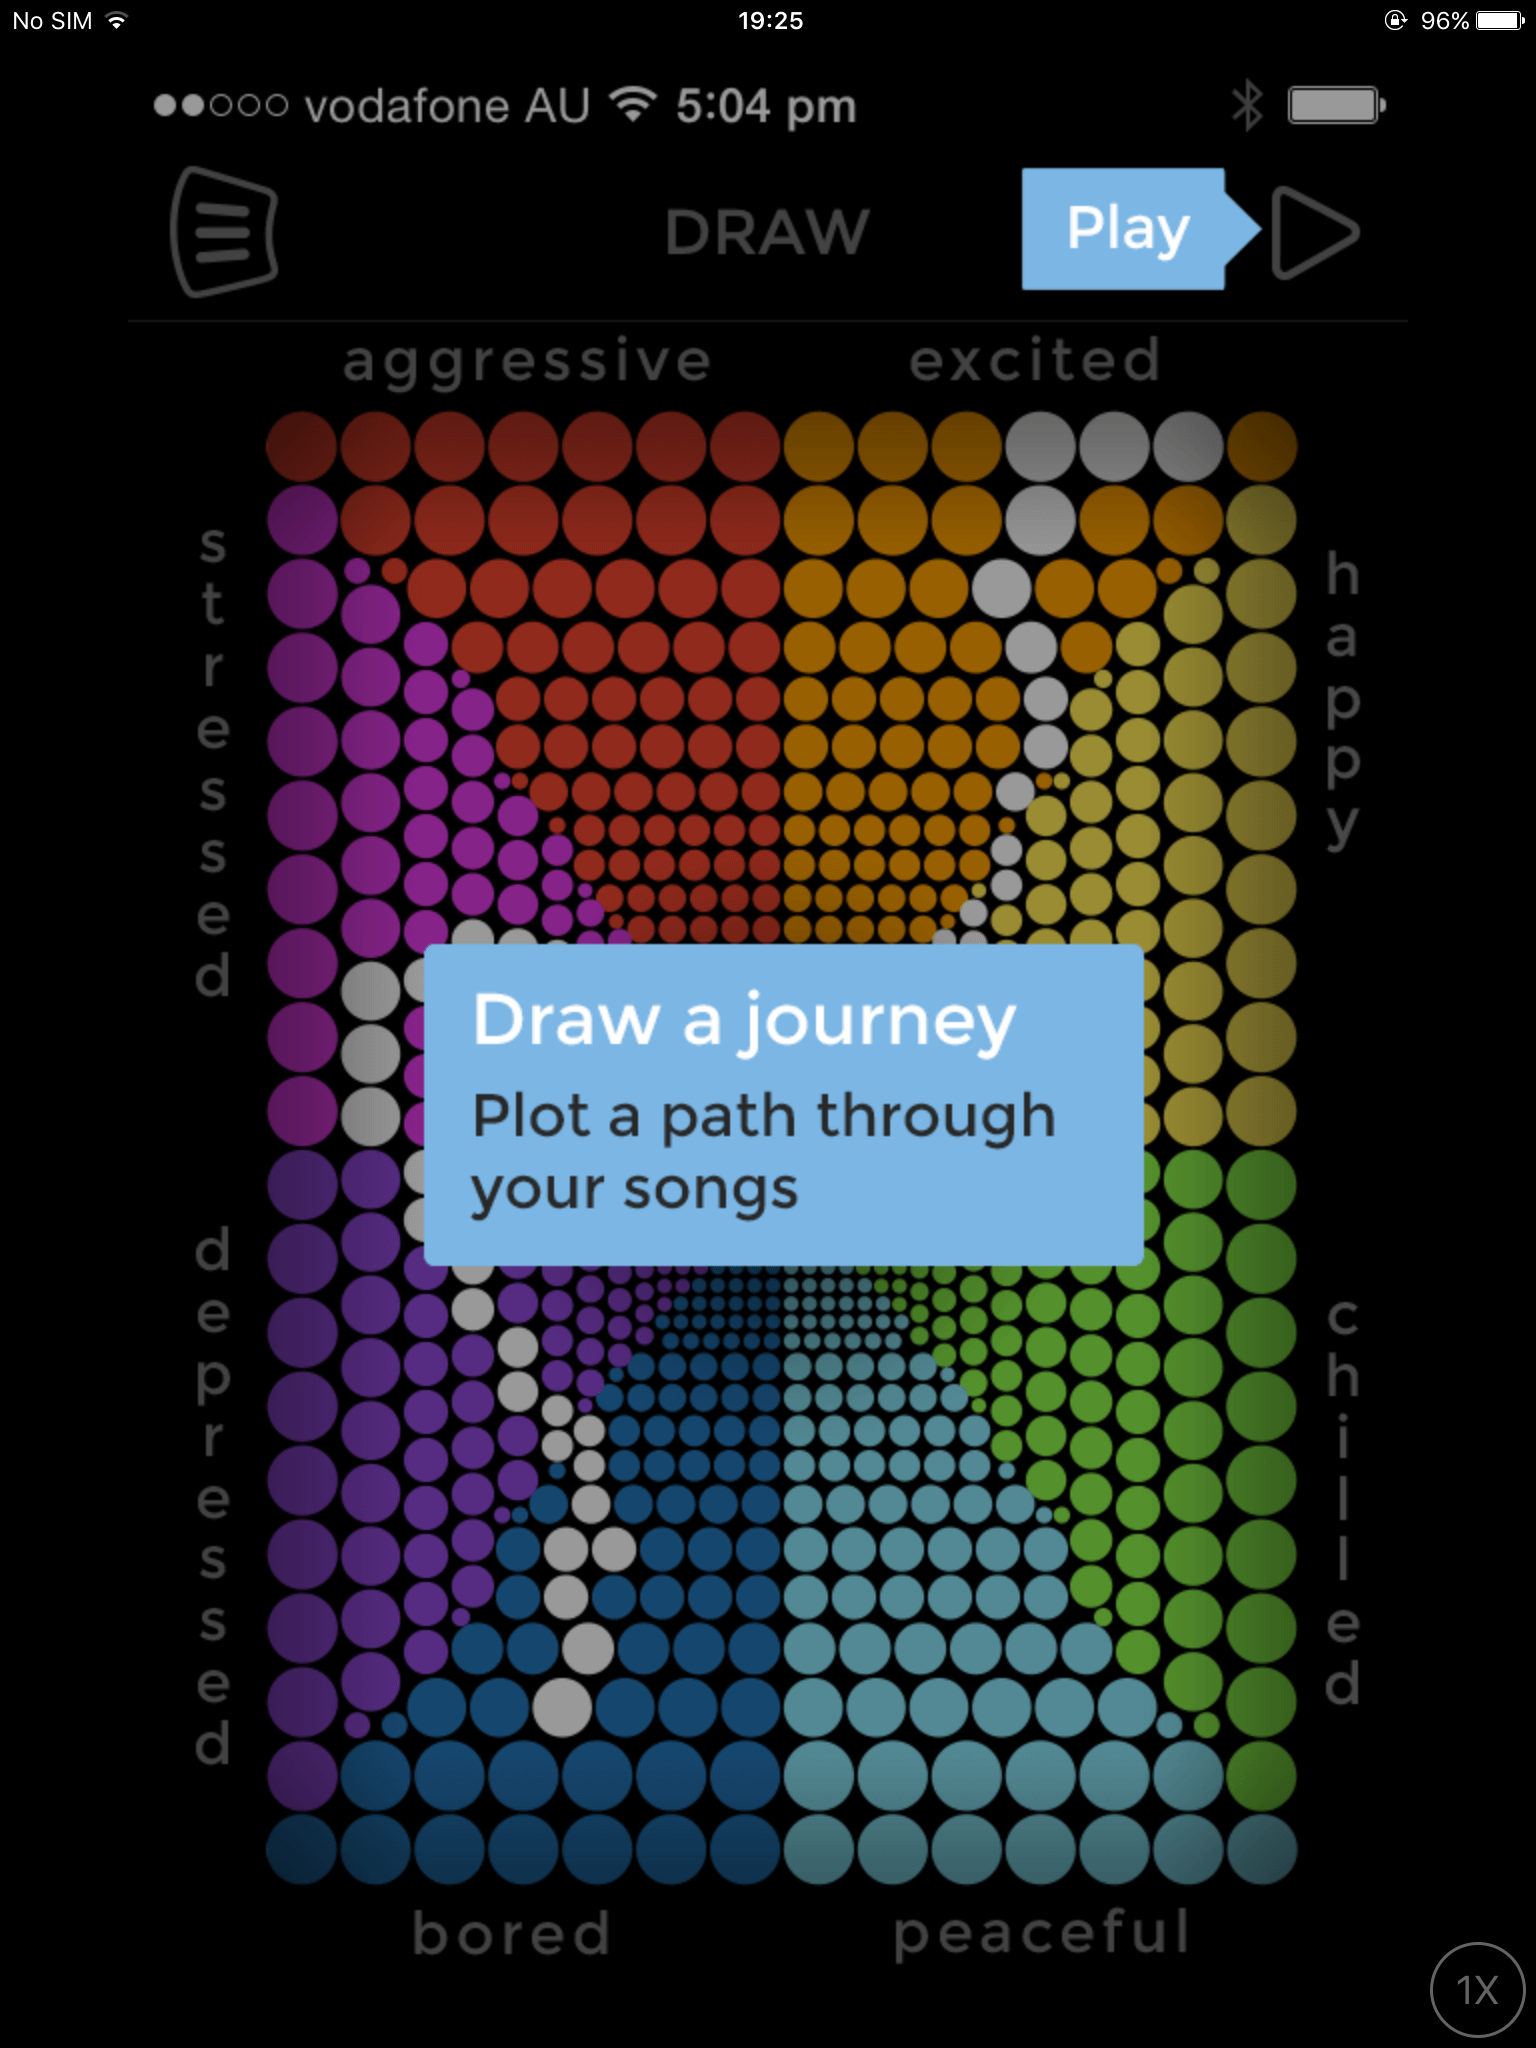 No SIM 19:25 96%
vodafone AU 5:04 pm
DRAW Play
aggressive excited
stressed
happy
Draw a journey
Plot a path through
your songs
depressed
chilled
bored peaceful
1X